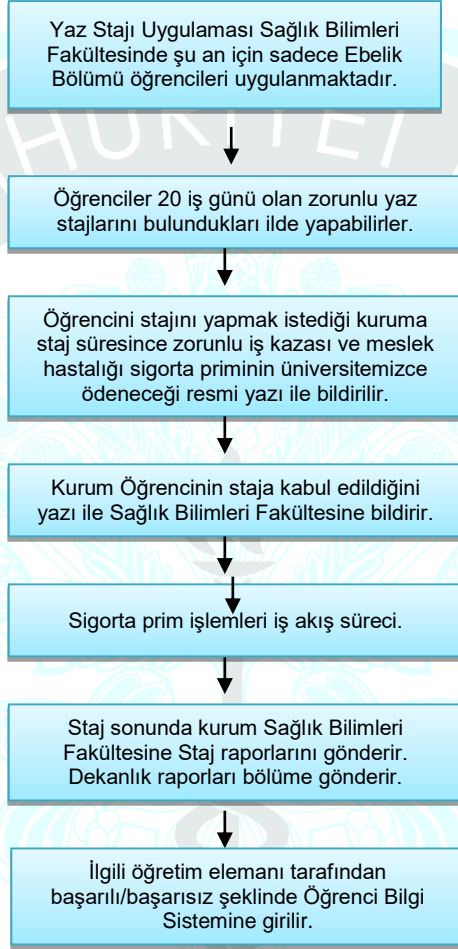 Yaz Stajı Uygulaması Sağlık Bilimleri
Fakültesinde şu an için sadece Ebelik
Bölümü öğrencileri uygulanmaktadır.
Öğrenciler 20 iş günü olan zorunlu yaz
stajlarını bulundukları ilde yapabilirler.
Öğrencini stajını yapmak istediği kuruma
staj süresince zorunlu iş kazası ve meslek
hastalığı sigorta priminin üniversitemizce
ödeneceği resmi yazı ile bildirilir.
Kurum Öğrencinin staja kabul edildiğini
yazı ile Sağlık Bilimleri Fakültesine bildirir.
Sigorta prim işlemleri iş akış süreci.
Staj sonunda kurum Sağlık Bilimleri
Fakültesine Staj raporlarını gönderir.
Dekanlık raporları bölüme gönderir.
İlgili öğretim elemanı tarafından
başarılı/başarısız şeklinde Öğrenci Bilgi
Sistemine girilir.